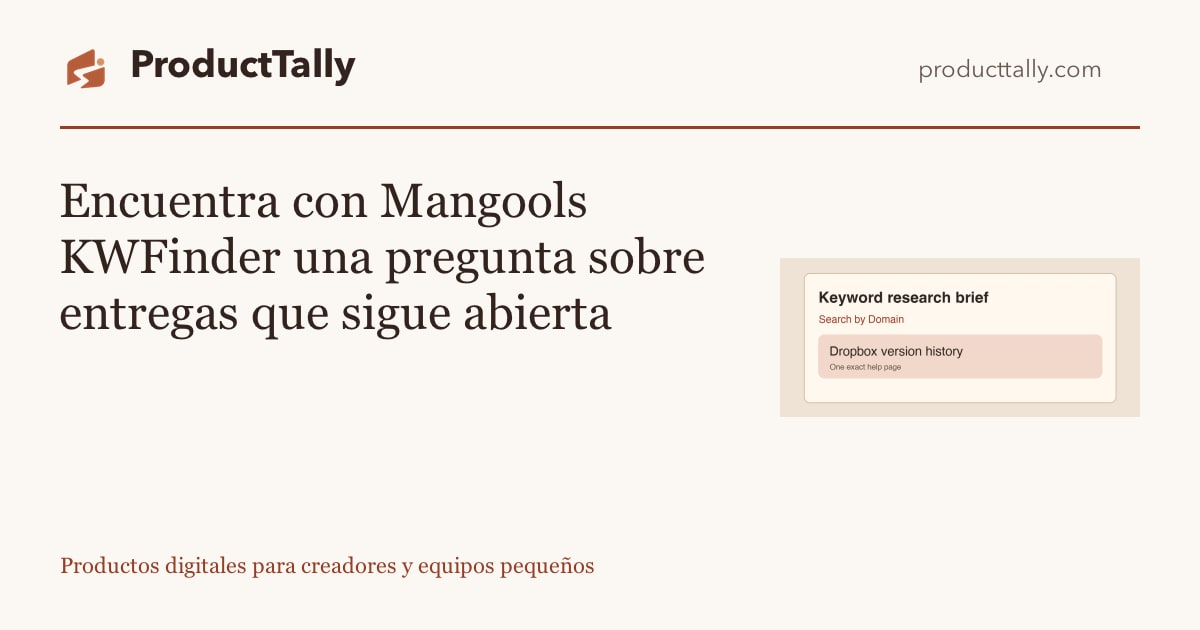 ProductTally
producttally.com
Encuentra con Mangools
KWFinder una pregunta sobre
entregas que sigue abierta
Keyword research brief
Search by Domain
Dropbox version history
One exact help page
Productos digitales para creadores y equipos pequeños